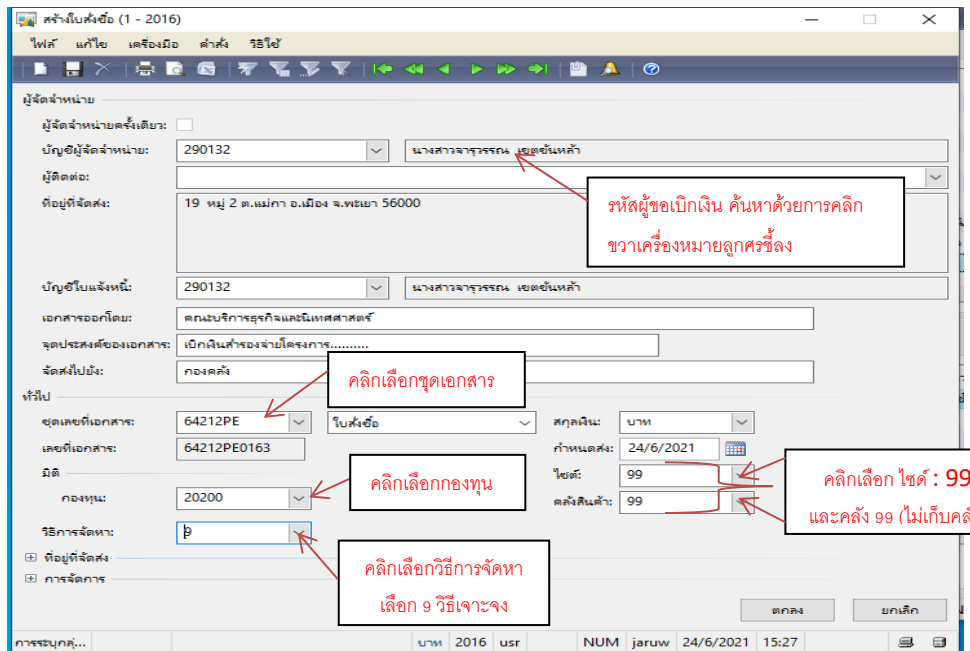 สร้างใบสั่งซื้อ (1 - 2016)
ไฟล์ แก้ไข เครื่องมือ คำสั่ง วิธีใช้
ผู้จัดจำหน่าย
ผู้จัดจำหน่ายครั้งเดียว:
บัญชีผู้จัดจำหน่าย: 290132 นางสาวจารุวรรณ เขตขันหล้า
ผู้ติดต่อ:
ที่อยู่ที่จัดส่ง: 19 หมู่ 2 ต.แม่กา อ.เมือง จ.พะเยา 56000
รหัสผู้ขอเบิกเงิน ค้นหาด้วยการคลิก
ขวาเครื่องหมายลูกศรชี้ลง
บัญชีใบแจ้งหนี้: 290132 นางสาวจารุวรรณ เขตขันหล้า
เอกสารออกโดย: คณะบริการธุรกิจและนิเทศศาสตร์
จุดประสงค์ของเอกสาร: เบิกเงินสำรองจ่ายโครงการ..........
จัดส่งไปยัง: กองคลัง
คลิกเลือกชุดเอกสาร
ทั่วไป
ชุดเลขที่เอกสาร: 64212PE ใบสั่งซื้อ สกุลเงิน: บาท
เลขที่เอกสาร: 64212PE0163 กำหนดส่ง: 24/6/2021
มิติ ไซต์: 99
คลิกเลือกกองทุน
คลิกเลือก ไซต์ : 99
กองทุน: 20200 คลังสินค้า: 99
และคลัง 99 (ไม่เก็บคลั
วิธีการจัดหา: 9
ที่อยู่ที่จัดส่ง
คลิกเลือกวิธีการจัดหา
การจัดการ
เลือก 9 วิธีเจาะจง
ตกลง ยกเลิก
การระบุกลุ่... บาท 2016 usr NUM jaruw 24/6/2021 15:27